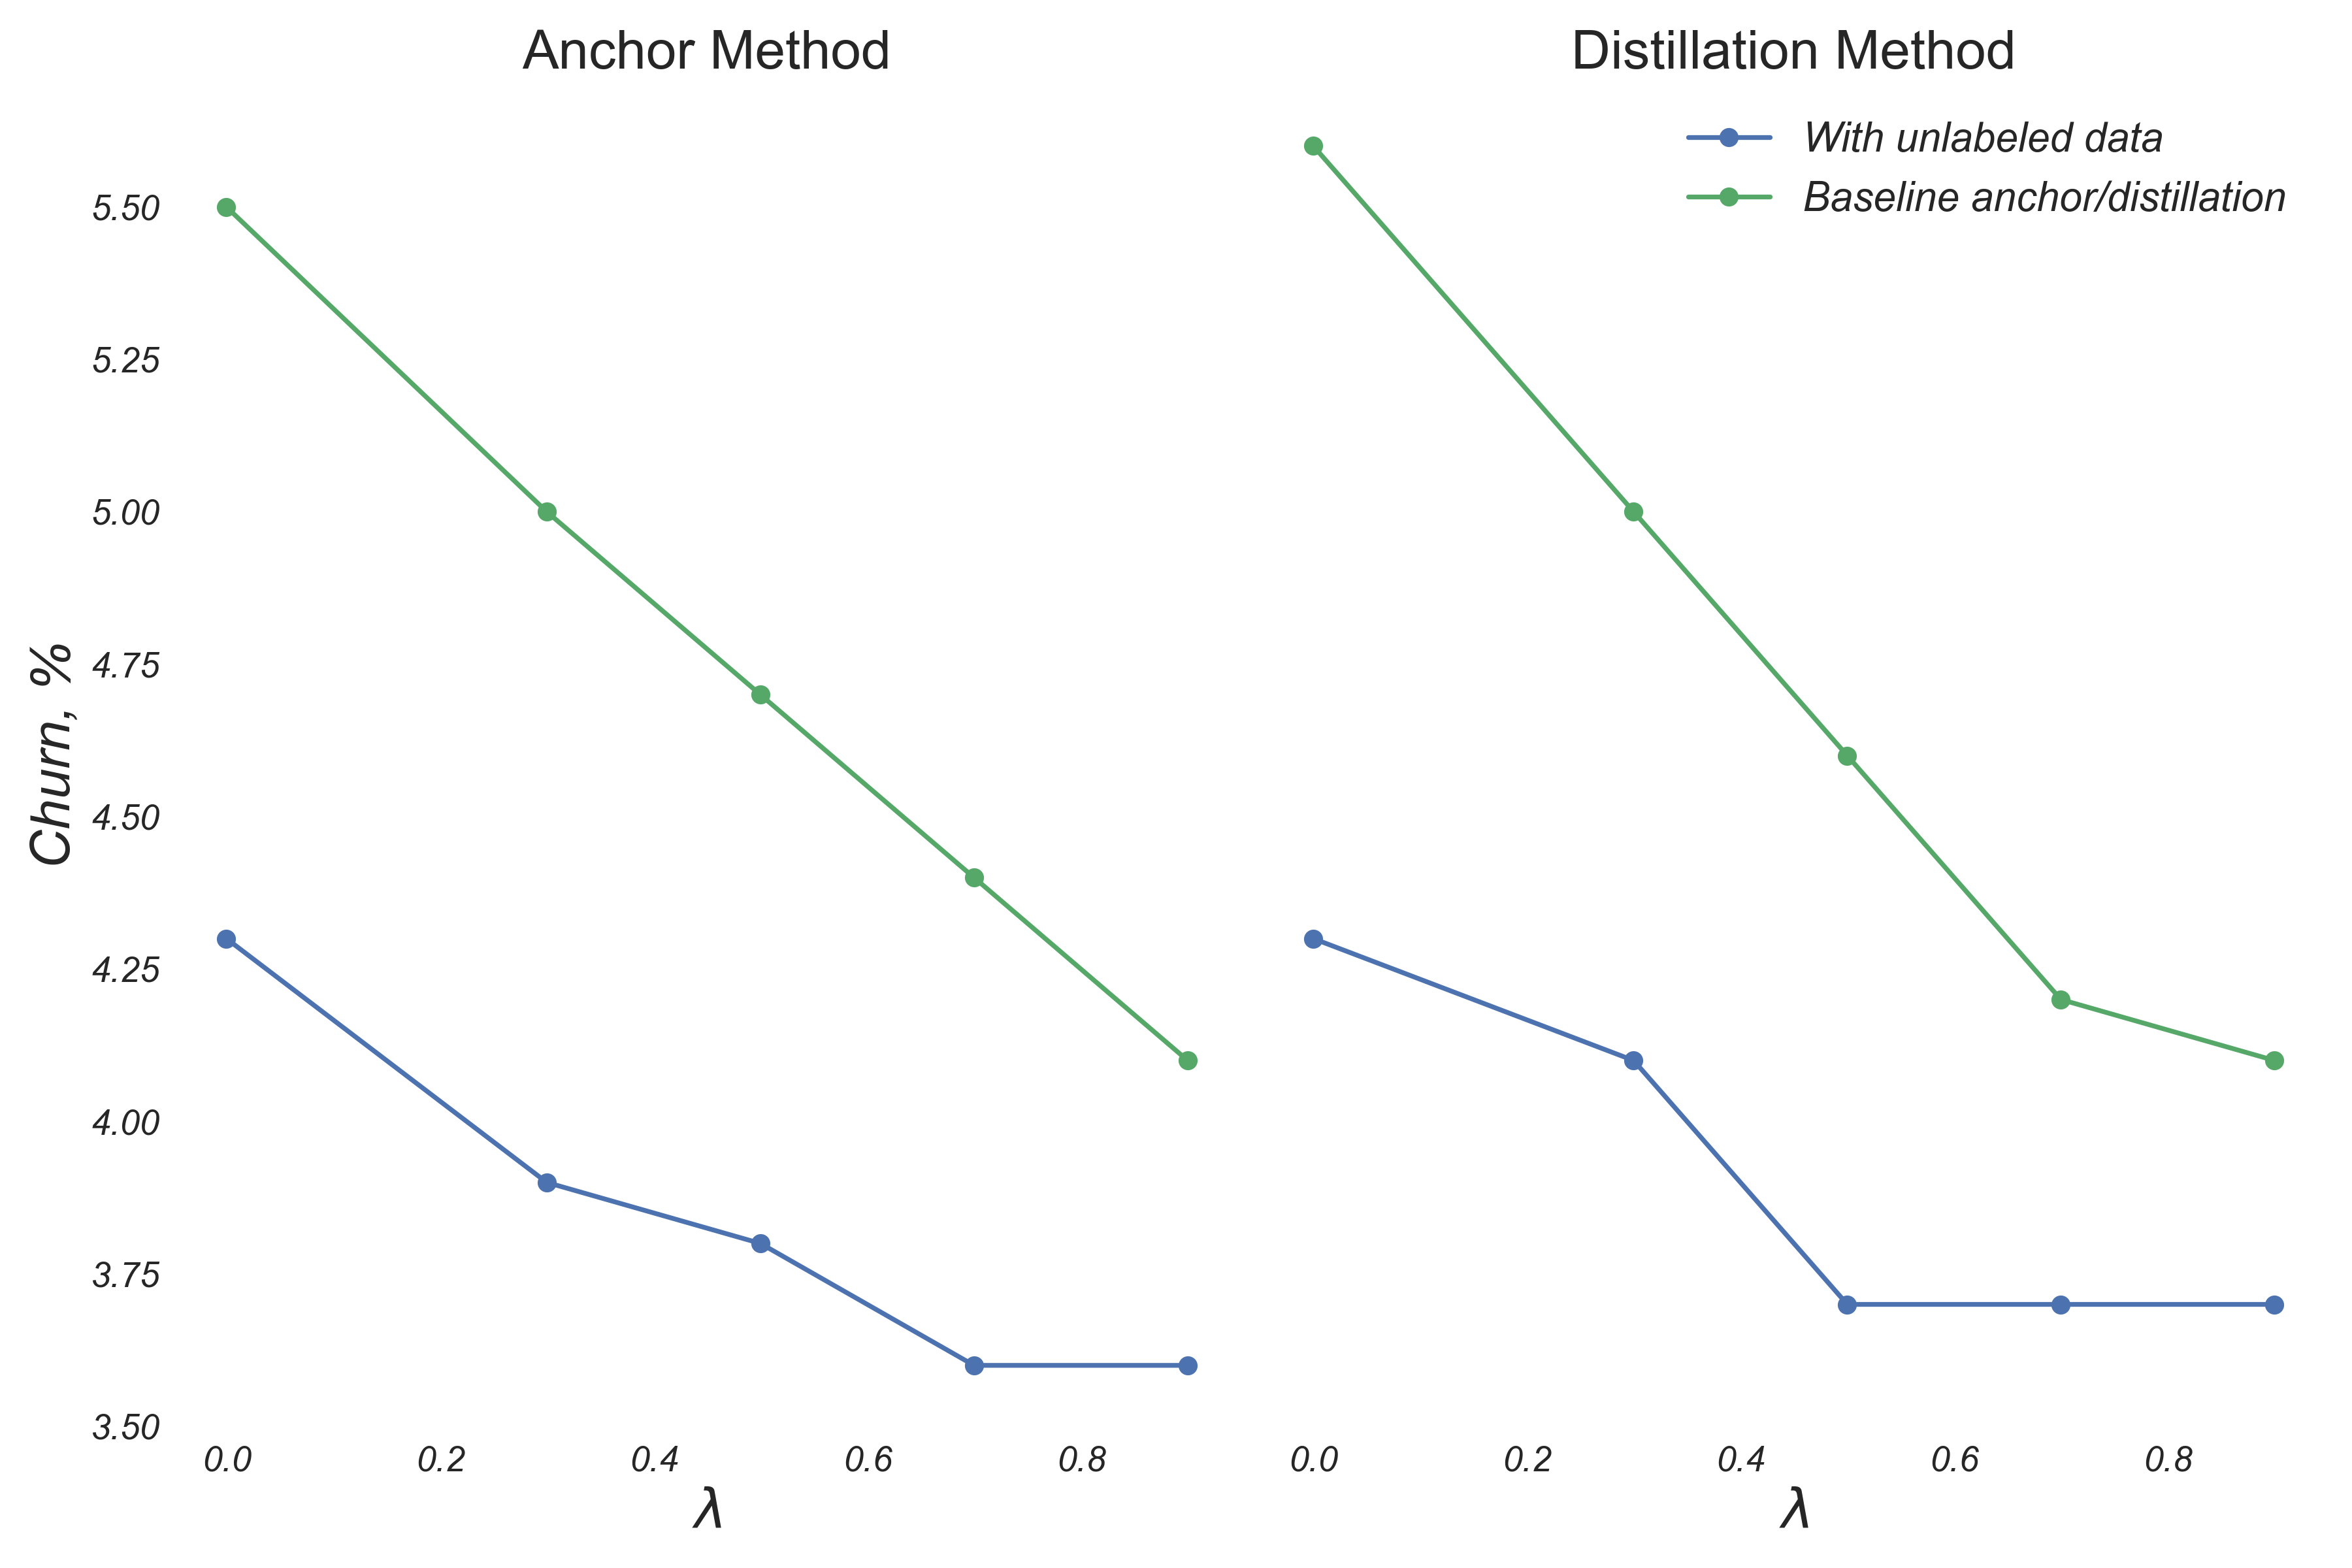 Anchor Method
Distillation Method
With unlabeled data
Baseline anchor/distillation
Churn, %
5.50
5.25
5.00
4.75
4.50
4.25
4.00
3.75
3.50
0.0 0.2 0.4 0.6 0.8
λ
0.0 0.2 0.4 0.6 0.8
λ